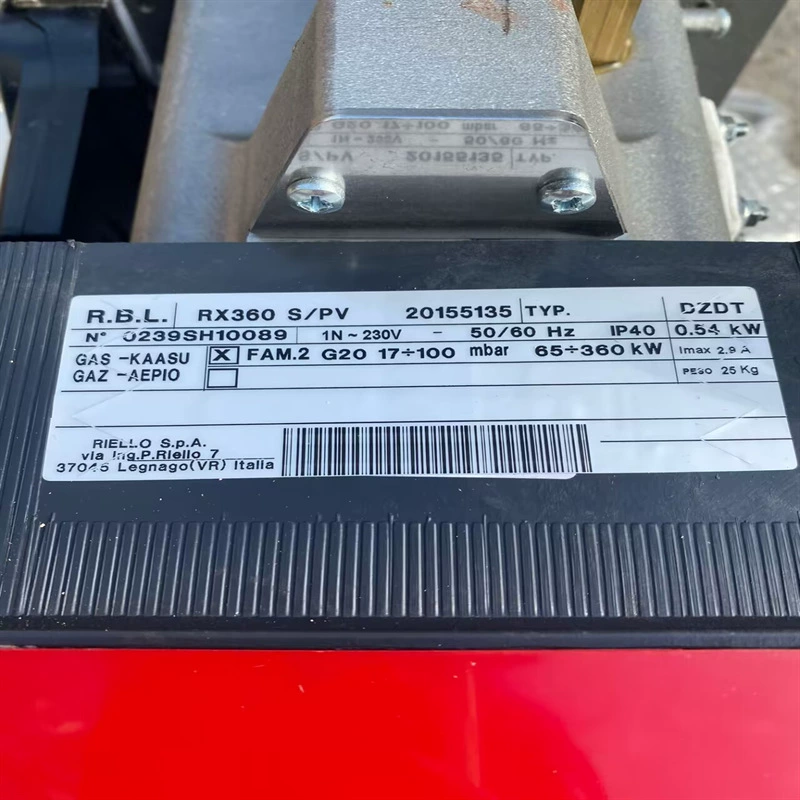 R.B.L. RX360 S/PV 20155135 TYP. DZDT
N° 0239SH10089 1N ~ 230V - 50/60 Hz IP40 0.54 kW
GAS -KAASU X FAM.2 G20 17÷100 mbar 65÷360 kW Imax 2.9 A
GAZ -AEPIO PESO 25 Kg
RIELLO S.p.A.
via Ing.P.Riello 7
37045 Legnago(VR) Italia